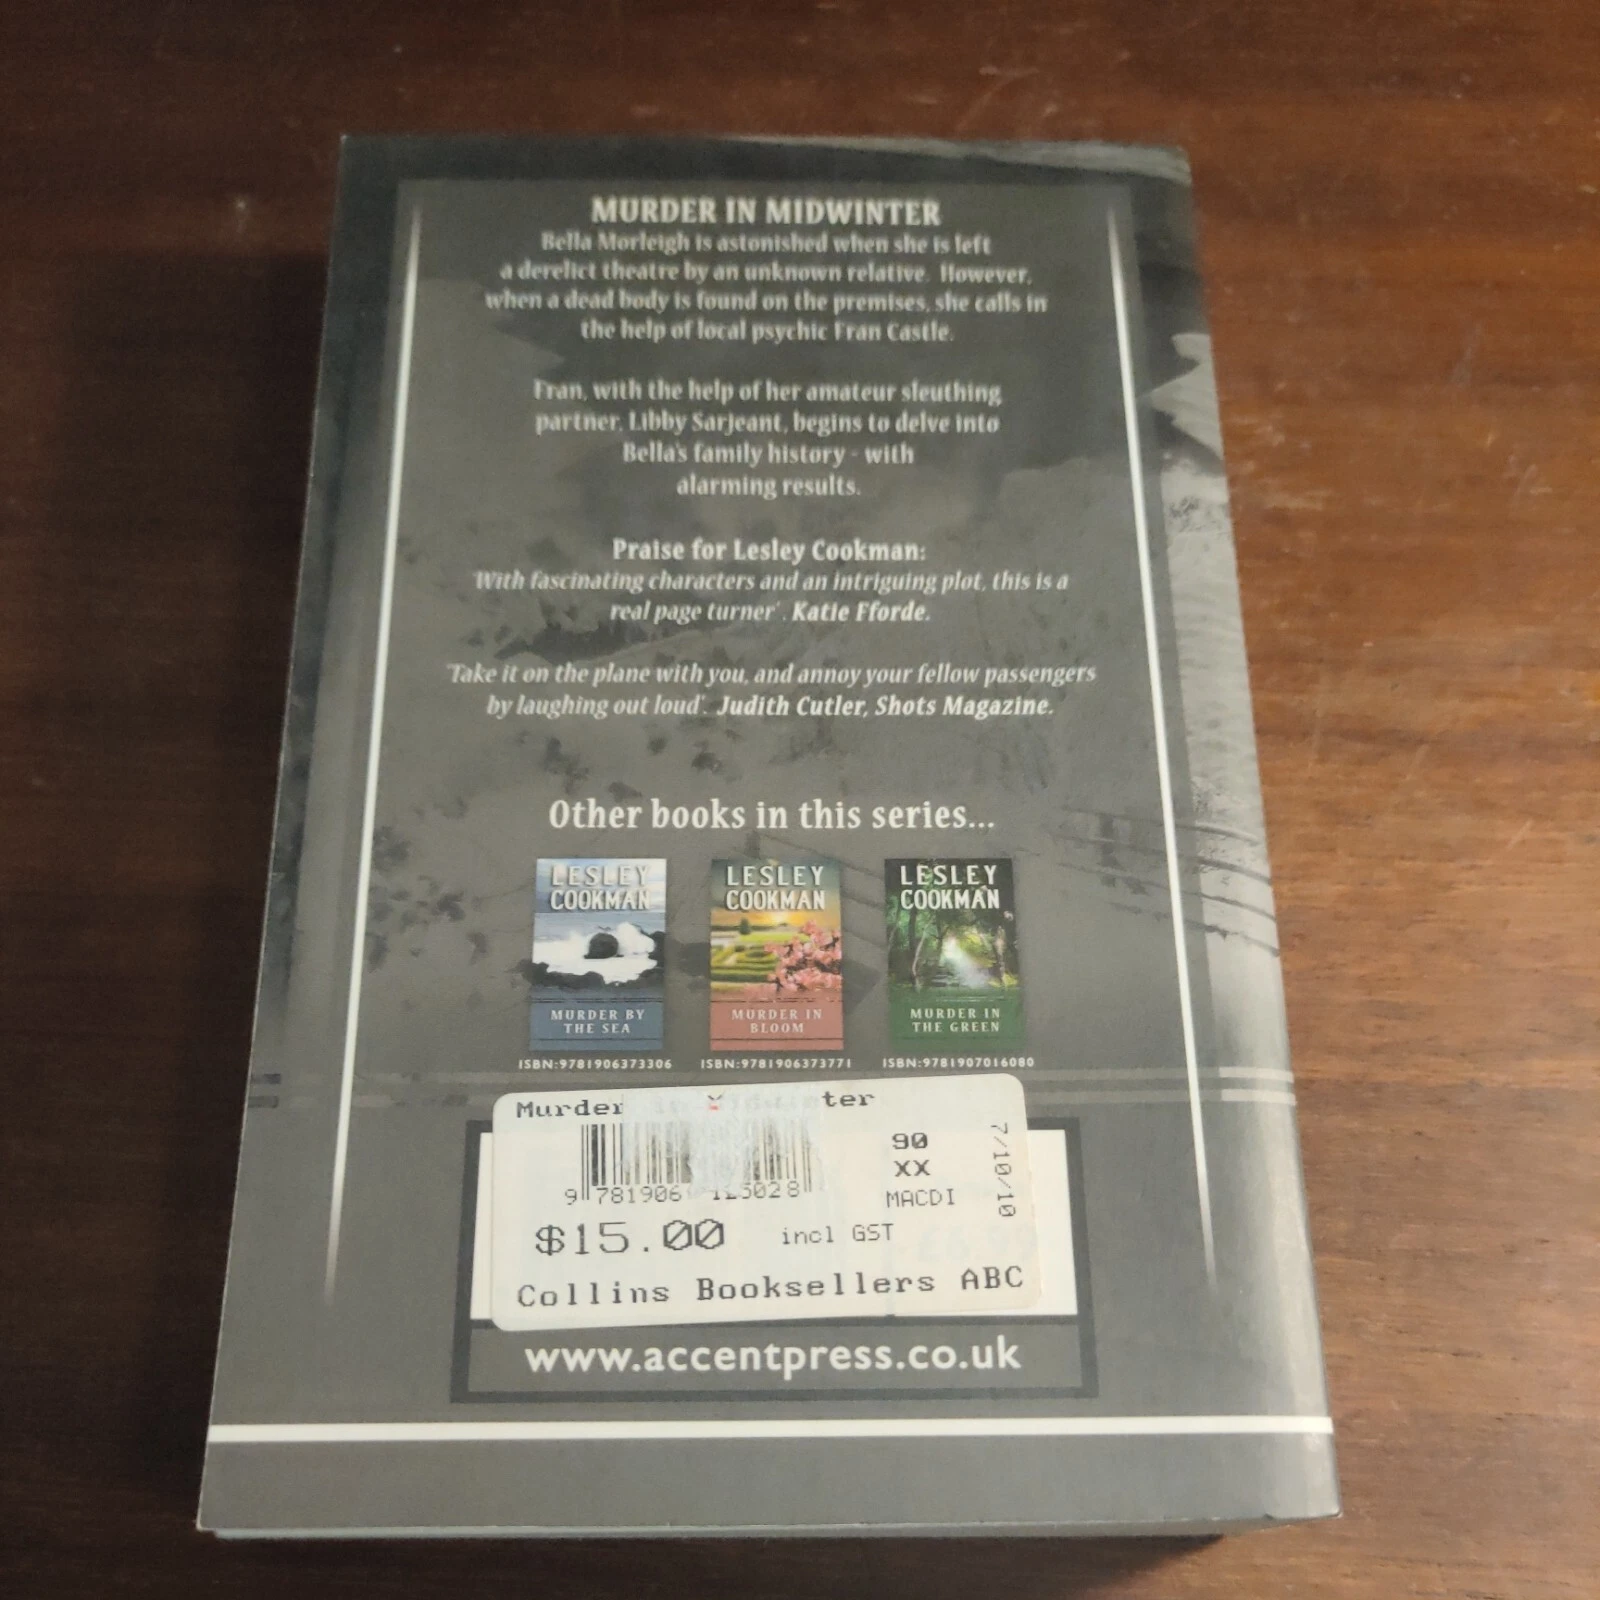 MURDER IN MIDWINTER
Bella Morleigh is astonished when she is left
a derelict theatre by an unknown relative. However,
when a dead body is found on the premises, she calls in
the help of local psychic Fran Castle.
Fran, with the help of her amateur sleuthing
partner, Libby Sarjeant, begins to delve into
Bella's family history - with
alarming results.
Praise for Lesley Cookman:
'With fascinating characters and an intriguing plot, this is a
real page turner'. Katie Fforde.
'Take it on the plane with you, and annoy your fellow passengers
by laughing out loud'. Judith Cutler, Shots Magazine.
Other books in this series...
LESLEY
COOKMAN
MURDER BY
THE SEA
ISBN:9781906373306
LESLEY
COOKMAN
MURDER IN
BLOOM
ISBN:9781906373771
LESLEY
COOKMAN
MURDER IN
THE GREEN
ISBN:9781907016080
Murder in Midwinter
90
XX
MACDI
7/10/10
9 781906
$15.00 incl GST
Collins Booksellers ABC
www.accentpress.co.uk